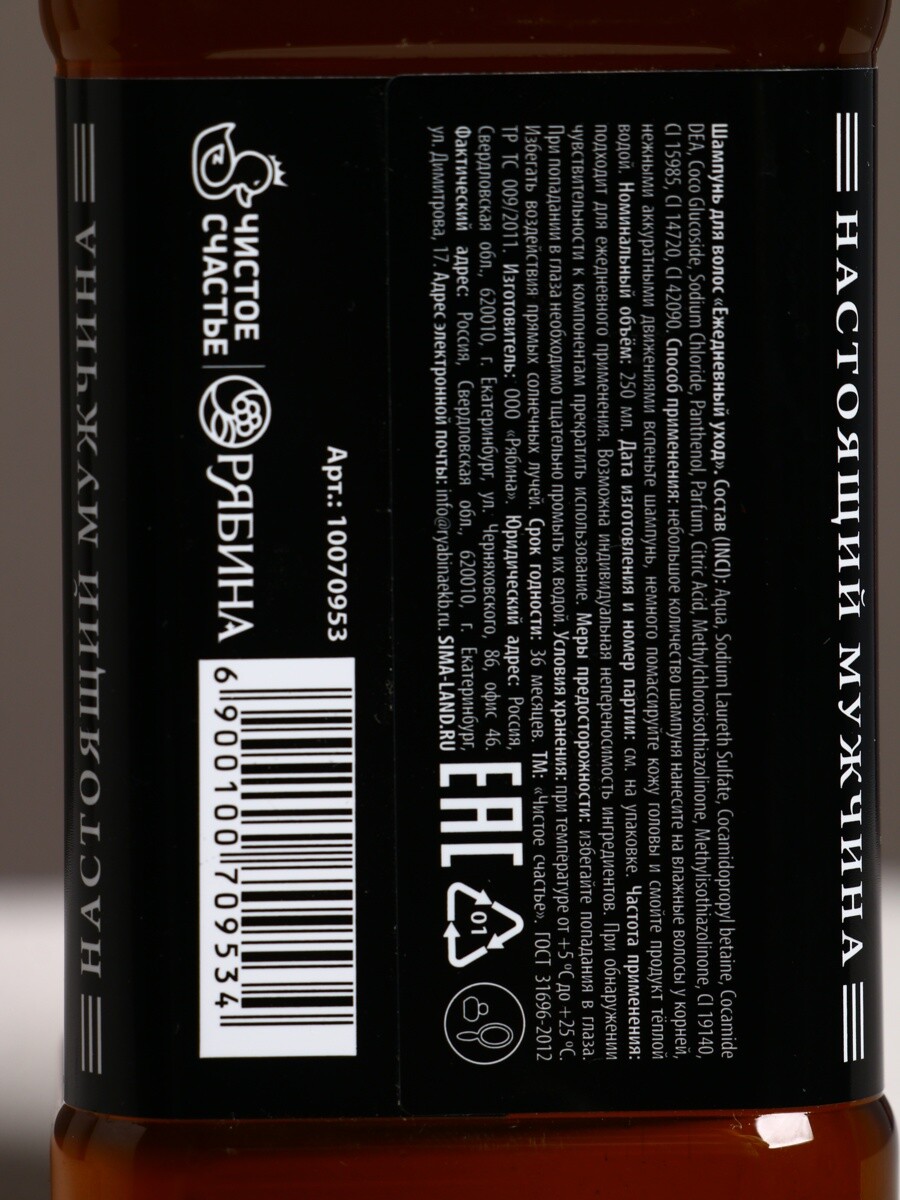 НАСТОЯЩИЙ МУЖЧИНА
Шампунь для волос «Ежедневный уход». Состав (INCI): Aqua, Sodium Laureth Sulfate, Cocamidopropyl betaine, Cocamide
DEA, Coco Glucoside, Sodium Chloride, Panthenol, Parfum, Citric Acid, Methylchloroisothiazolinone, Methylisothiazolinone, CI 19140,
CI 15985, CI 14720, CI 42090. Способ применения: небольшое количество шампуня нанесите на влажные волосы у корней,
нежными аккуратными движениями вспеньте шампунь, немного помассируйте кожу головы и смойте продукт тёплой
водой. Номинальный объём: 250 мл. Дата изготовления и номер партии: см. на упаковке. Частота применения:
подходит для ежедневного применения. Возможна индивидуальная непереносимость ингредиентов. При обнаружении
чувствительности к компонентам прекратить использование. Меры предосторожности: избегайте попадания в глаза.
При попадании в глаза необходимо тщательно промыть их водой. Условия хранения: при температуре от +5 °С до +25 °С.
Избегать воздействия прямых солнечных лучей. Срок годности: 36 месяцев. ТМ: «Чистое счастье». ГОСТ 31696-2012
ТР ТС 009/2011. Изготовитель: ООО «Рябина». Юридический адрес: Россия,
Свердловская обл., 620010, г. Екатеринбург, ул. Черняховского, 86, офис 46.
Фактический адрес: Россия, Свердловская обл., 620010, г. Екатеринбург,
ул. Димитрова, 17. Адрес электронной почты: info@ryabinaekb.ru. SIMA-LAND.RU
EAC
01
Арт.: 10070953
ЧИСТОЕ
СЧАСТЬЕ
РЯБИНА
6 900100 709534
НАСТОЯЩИЙ МУЖЧИНА